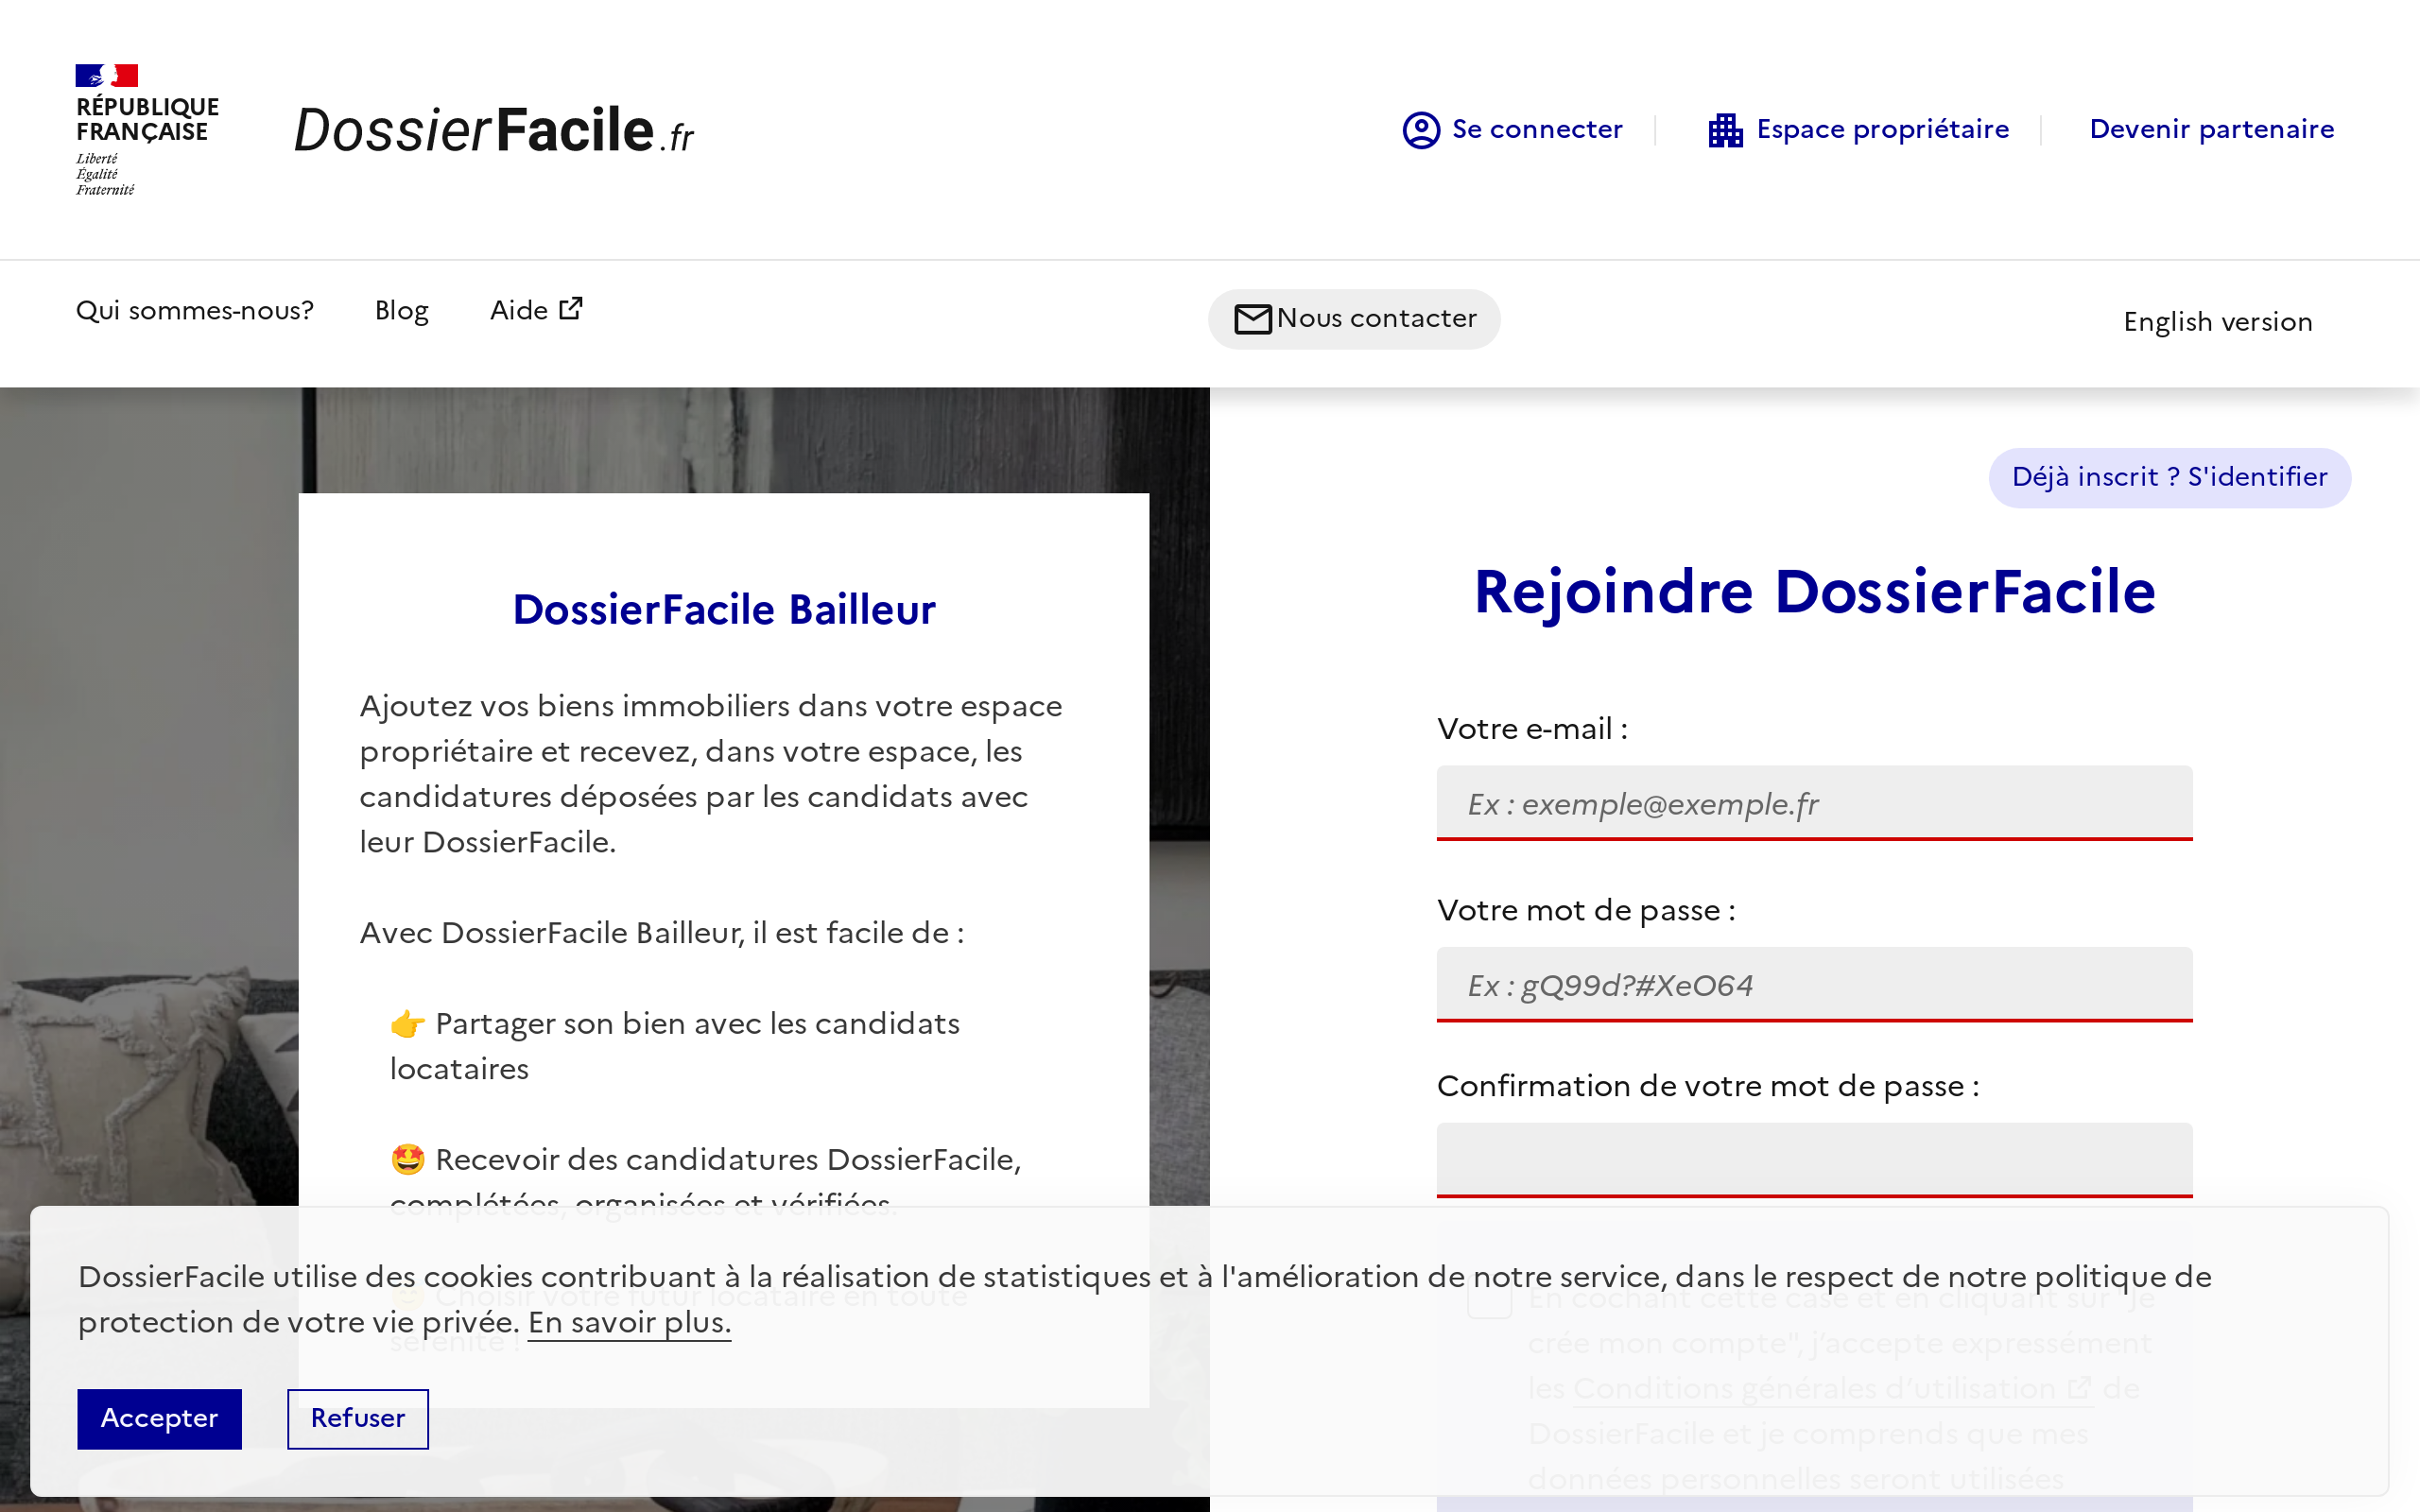 RÉPUBLIQUE
FRANÇAISE
Liberté
Égalité
Fraternité
DossierFacile.fr
Se connecter
Espace propriétaire
Devenir partenaire
Qui sommes-nous?
Blog
Aide
Nous contacter
English version
DossierFacile Bailleur
Ajoutez vos biens immobiliers dans votre espace
propriétaire et recevez, dans votre espace, les
candidatures déposées par les candidats avec
leur DossierFacile.
Avec DossierFacile Bailleur, il est facile de :
👉 Partager son bien avec les candidats
locataires
🤩 Recevoir des candidatures DossierFacile,
complétées, organisées et vérifiées.
Choisir votre futur locataire en toute
sérénité !
Déjà inscrit ? S'identifier
Rejoindre DossierFacile
Votre e-mail :
Ex : exemple@exemple.fr
Votre mot de passe :
Ex : gQ99d?#XeO64
Confirmation de votre mot de passe :
En cochant cette case et en cliquant sur "Je
crée mon compte", j’accepte expressément
les Conditions générales d’utilisation de
DossierFacile et je comprends que mes
données personnelles seront utilisées
DossierFacile utilise des cookies contribuant à la réalisation de statistiques et à l'amélioration de notre service, dans le respect de notre politique de
protection de votre vie privée. En savoir plus.
Accepter
Refuser